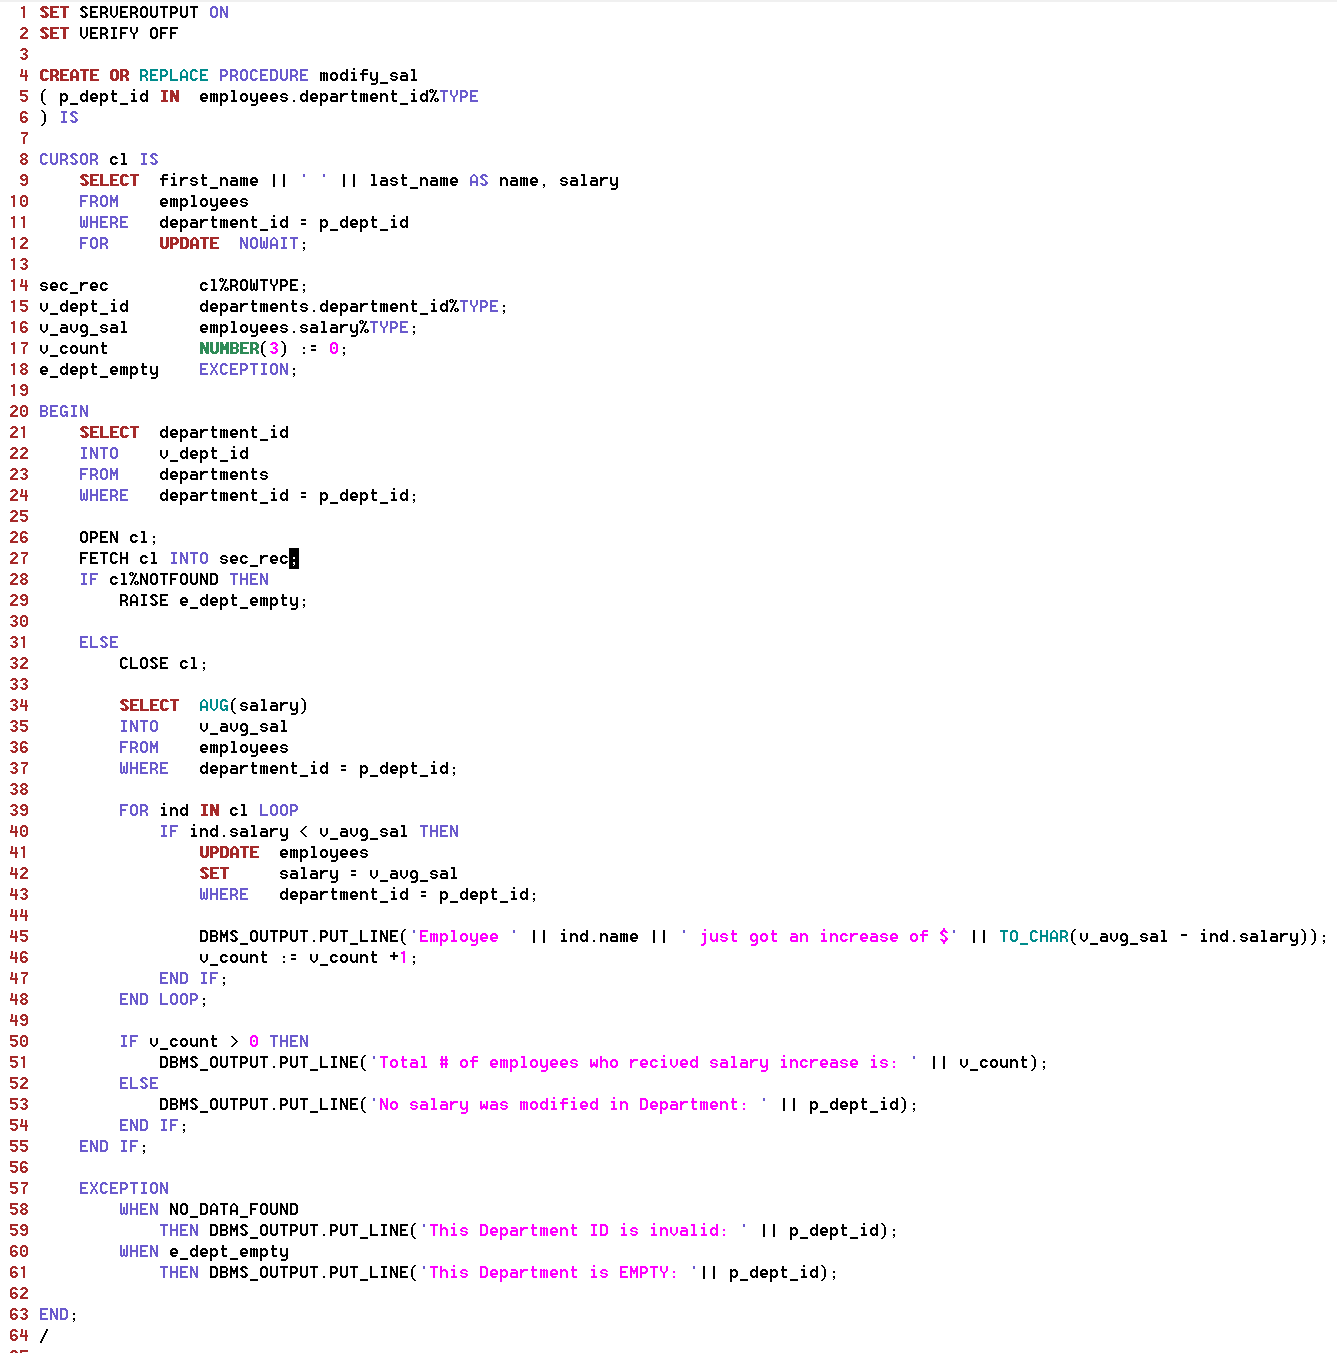 1 SET SERVEROUTPUT ON
2 SET VERIFY OFF
3
4 CREATE OR REPLACE PROCEDURE modify_sal
5 ( p_dept_id IN  employees.department_id%TYPE
6 ) IS
7
8 CURSOR c1 IS
9     SELECT  first_name || ' ' || last_name AS name, salary
10     FROM    employees
11     WHERE   department_id = p_dept_id
12     FOR     UPDATE  NOWAIT;
13
14 sec_rec         c1%ROWTYPE;
15 v_dept_id       departments.department_id%TYPE;
16 v_avg_sal       employees.salary%TYPE;
17 v_count         NUMBER(3) := 0;
18 e_dept_empty    EXCEPTION;
19
20 BEGIN
21     SELECT  department_id
22     INTO    v_dept_id
23     FROM    departments
24     WHERE   department_id = p_dept_id;
25
26     OPEN c1;
27     FETCH c1 INTO sec_rec;
28     IF c1%NOTFOUND THEN
29         RAISE e_dept_empty;
30
31     ELSE
32         CLOSE c1;
33
34         SELECT  AVG(salary)
35         INTO    v_avg_sal
36         FROM    employees
37         WHERE   department_id = p_dept_id;
38
39         FOR ind IN c1 LOOP
40             IF ind.salary < v_avg_sal THEN
41                 UPDATE  employees
42                 SET     salary = v_avg_sal
43                 WHERE   department_id = p_dept_id;
44
45                 DBMS_OUTPUT.PUT_LINE('Employee ' || ind.name || ' just got an increase of $' || TO_CHAR(v_avg_sal - ind.salary));
46                 v_count := v_count +1;
47             END IF;
48         END LOOP;
49
50         IF v_count > 0 THEN
51             DBMS_OUTPUT.PUT_LINE('Total # of employees who recived salary increase is: ' || v_count);
52         ELSE
53             DBMS_OUTPUT.PUT_LINE('No salary was modified in Department: ' || p_dept_id);
54         END IF;
55     END IF;
56
57     EXCEPTION
58         WHEN NO_DATA_FOUND
59             THEN DBMS_OUTPUT.PUT_LINE('This Department ID is invalid: ' || p_dept_id);
60         WHEN e_dept_empty
61             THEN DBMS_OUTPUT.PUT_LINE('This Department is EMPTY: '|| p_dept_id);
62
63 END;
64 /